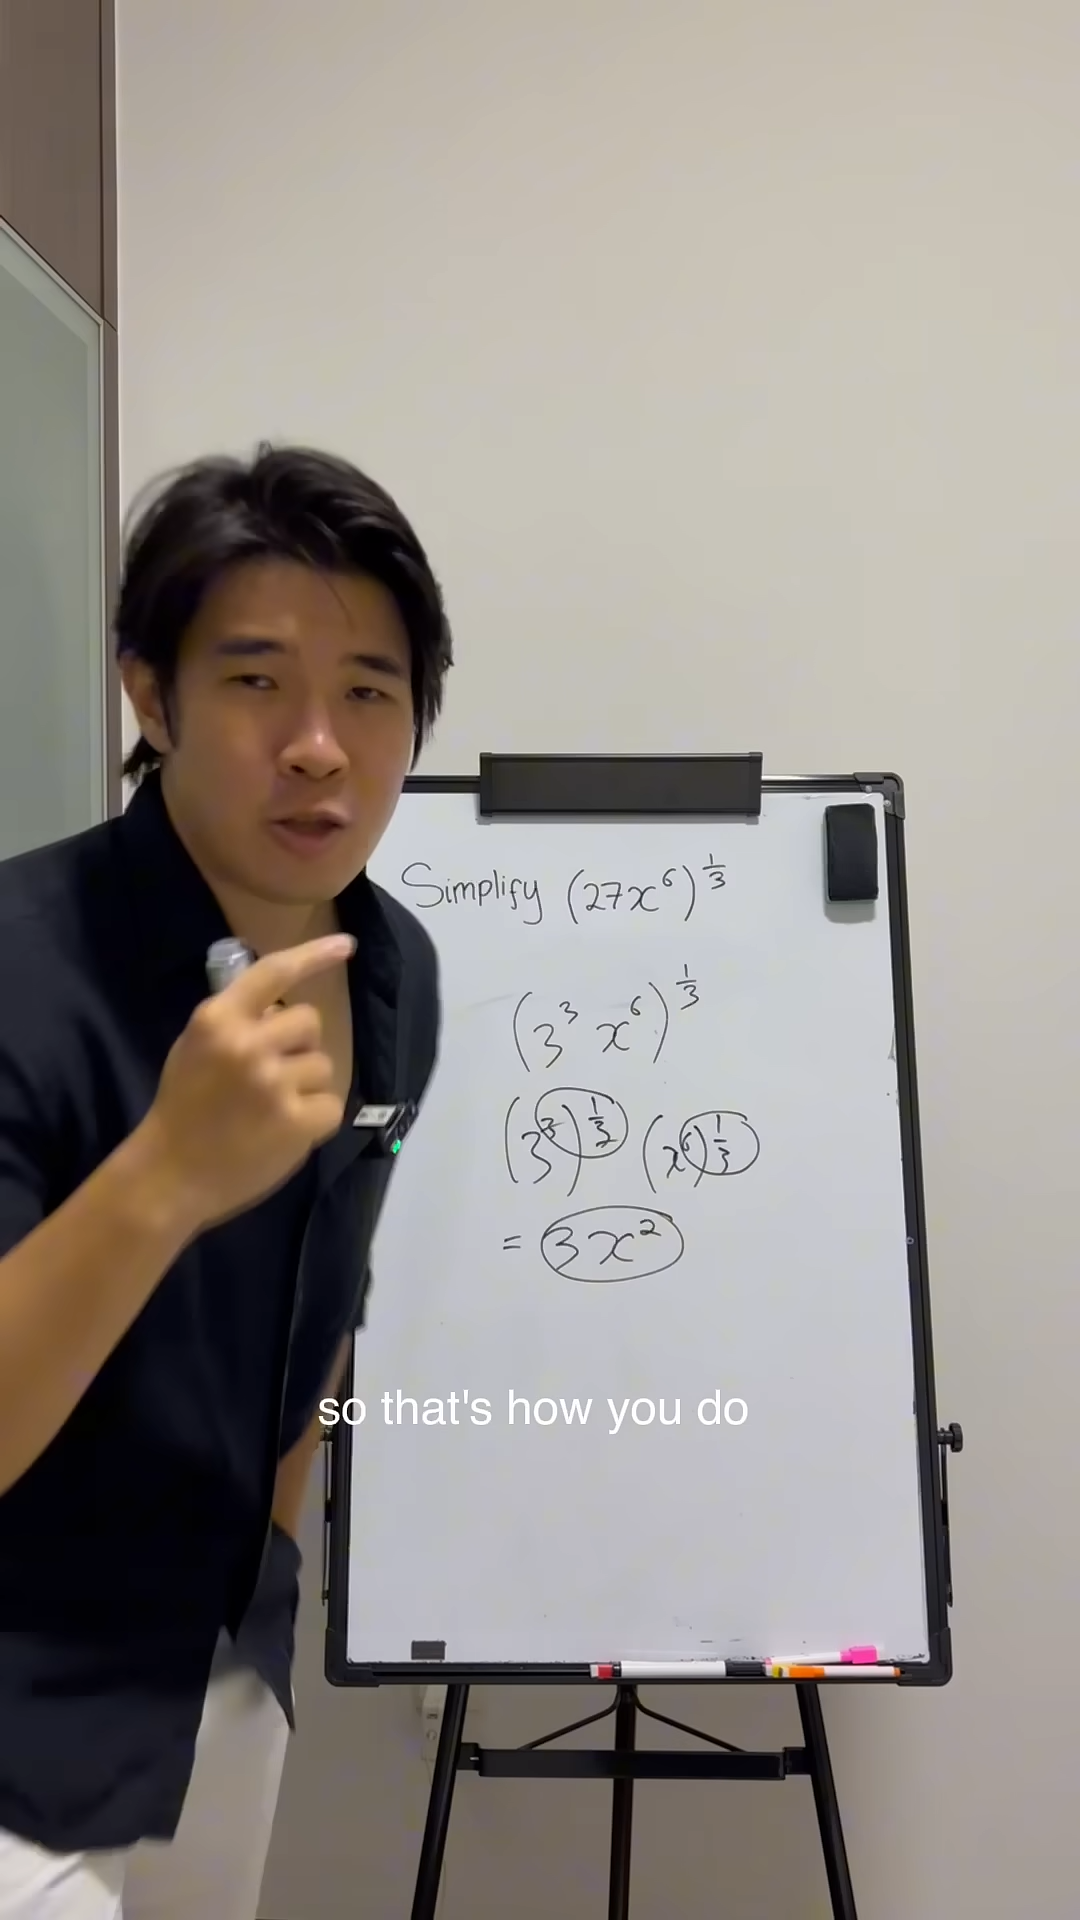 Simplify (27x⁶)^(1/3)
(3³ x⁶)^(1/3)
(3³)^(1/3) (x⁶)^(1/3)
= 3x²
so that's how you do